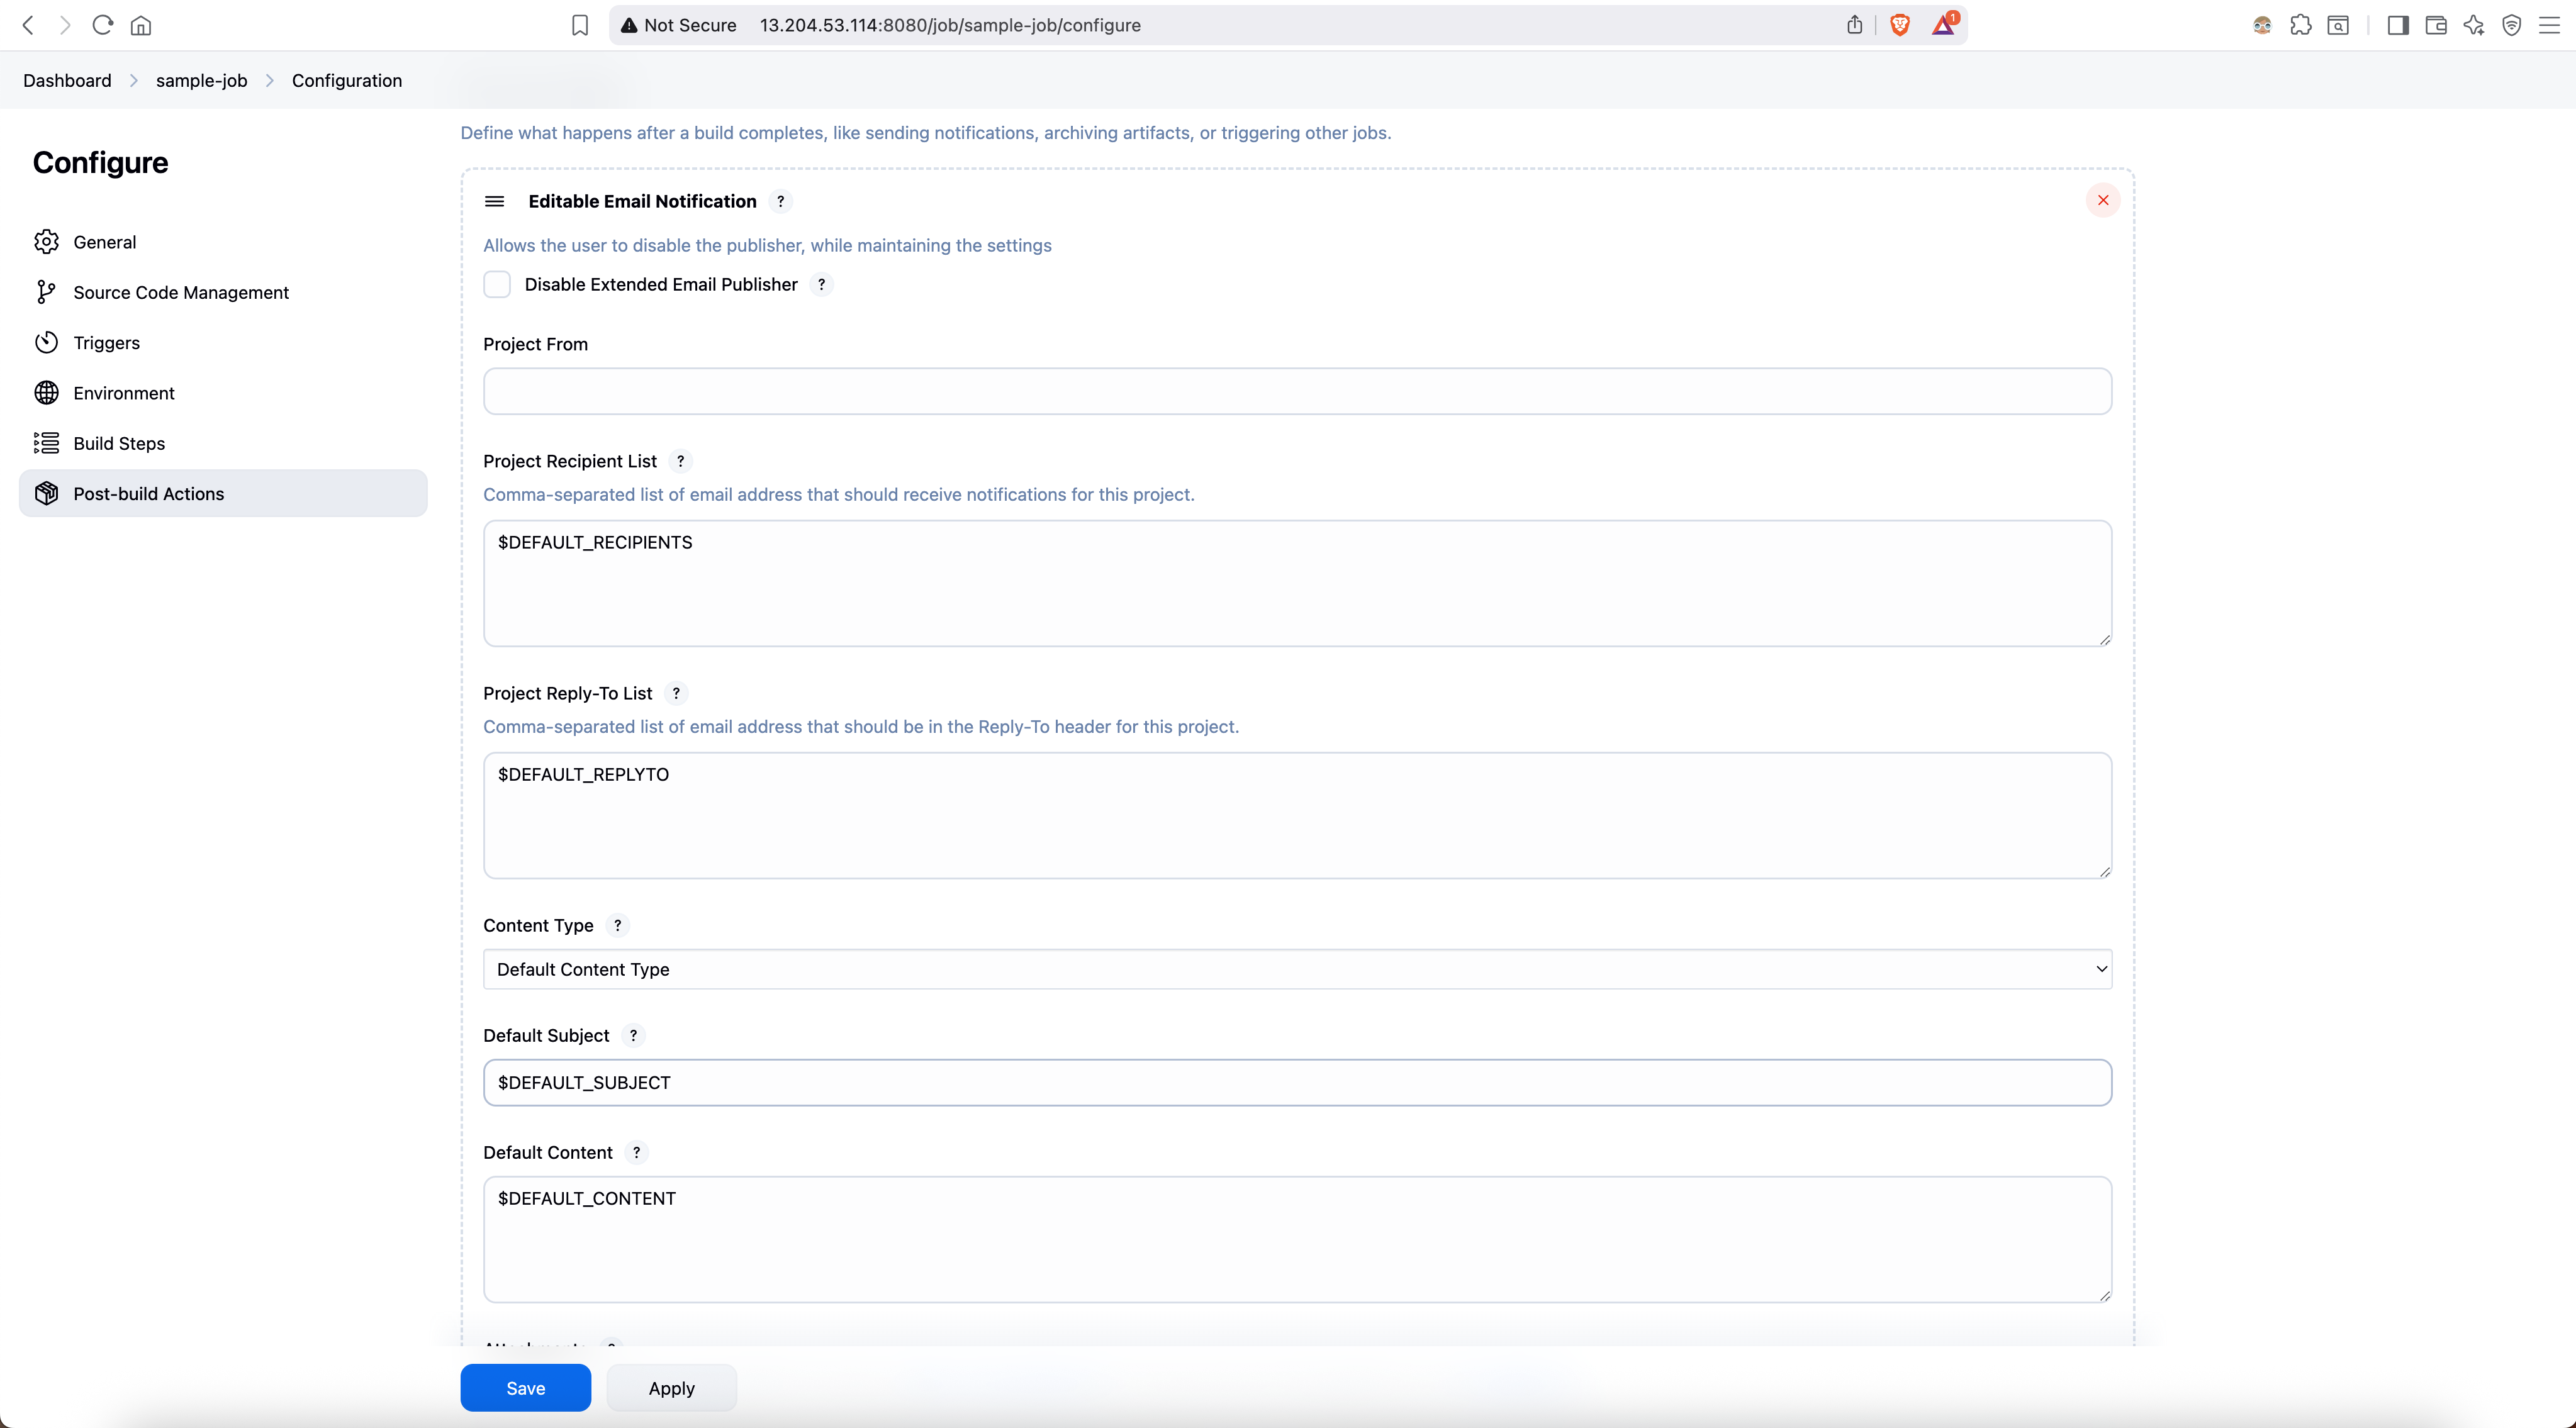 Not Secure 13.204.53.114:8080/job/sample-job/configure
1
Dashboard sample-job Configuration
Define what happens after a build completes, like sending notifications, archiving artifacts, or triggering other jobs.
Configure
General
Source Code Management
Triggers
Environment
Build Steps
Post-build Actions
Editable Email Notification ?
Allows the user to disable the publisher, while maintaining the settings
Disable Extended Email Publisher ?
Project From
Project Recipient List ?
Comma-separated list of email address that should receive notifications for this project.
$DEFAULT_RECIPIENTS
Project Reply-To List ?
Comma-separated list of email address that should be in the Reply-To header for this project.
$DEFAULT_REPLYTO
Content Type ?
Default Content Type
Default Subject ?
$DEFAULT_SUBJECT
Default Content ?
$DEFAULT_CONTENT
Save Apply